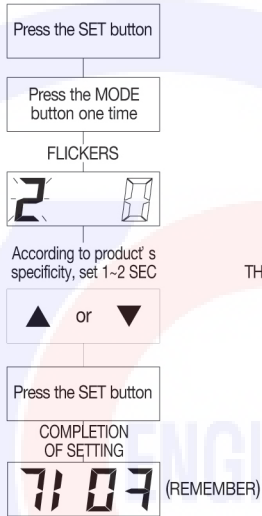 Press the SET button
Press the MODE
button one time
FLICKERS
2 0
According to product' s
specificity, set 1~2 SEC
TH
▲ or ▼
Press the SET button
COMPLETION
OF SETTING
71 03 (REMEMBER)